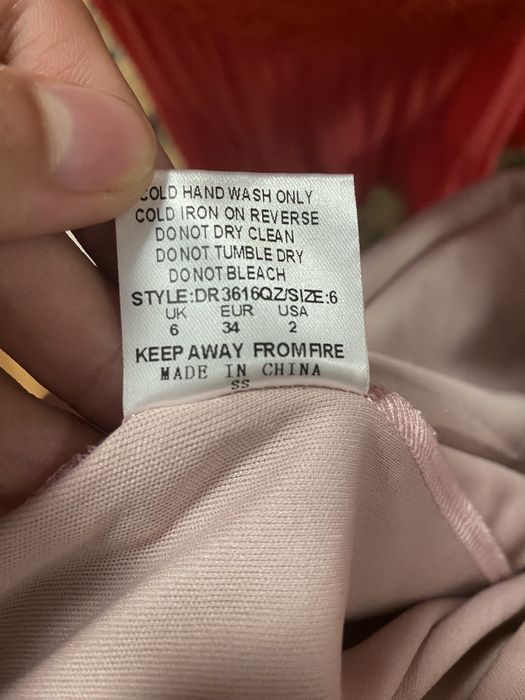 COLD HAND WASH ONLY
COLD IRON ON REVERSE
DO NOT DRY CLEAN
DO NOT TUMBLE DRY
DO NOT BLEACH
STYLE:DR3616QZ/SIZE:6
UK EUR USA
6 34 2
KEEP AWAY FROMFIRE
MADE IN CHINA
SS